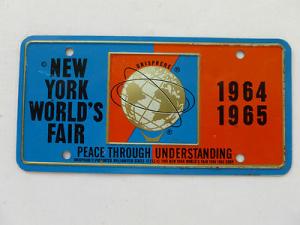 UNISPHERE®
© NEW
YORK
WORLD'S
FAIR
1964
1965
PEACE THROUGH UNDERSTANDING